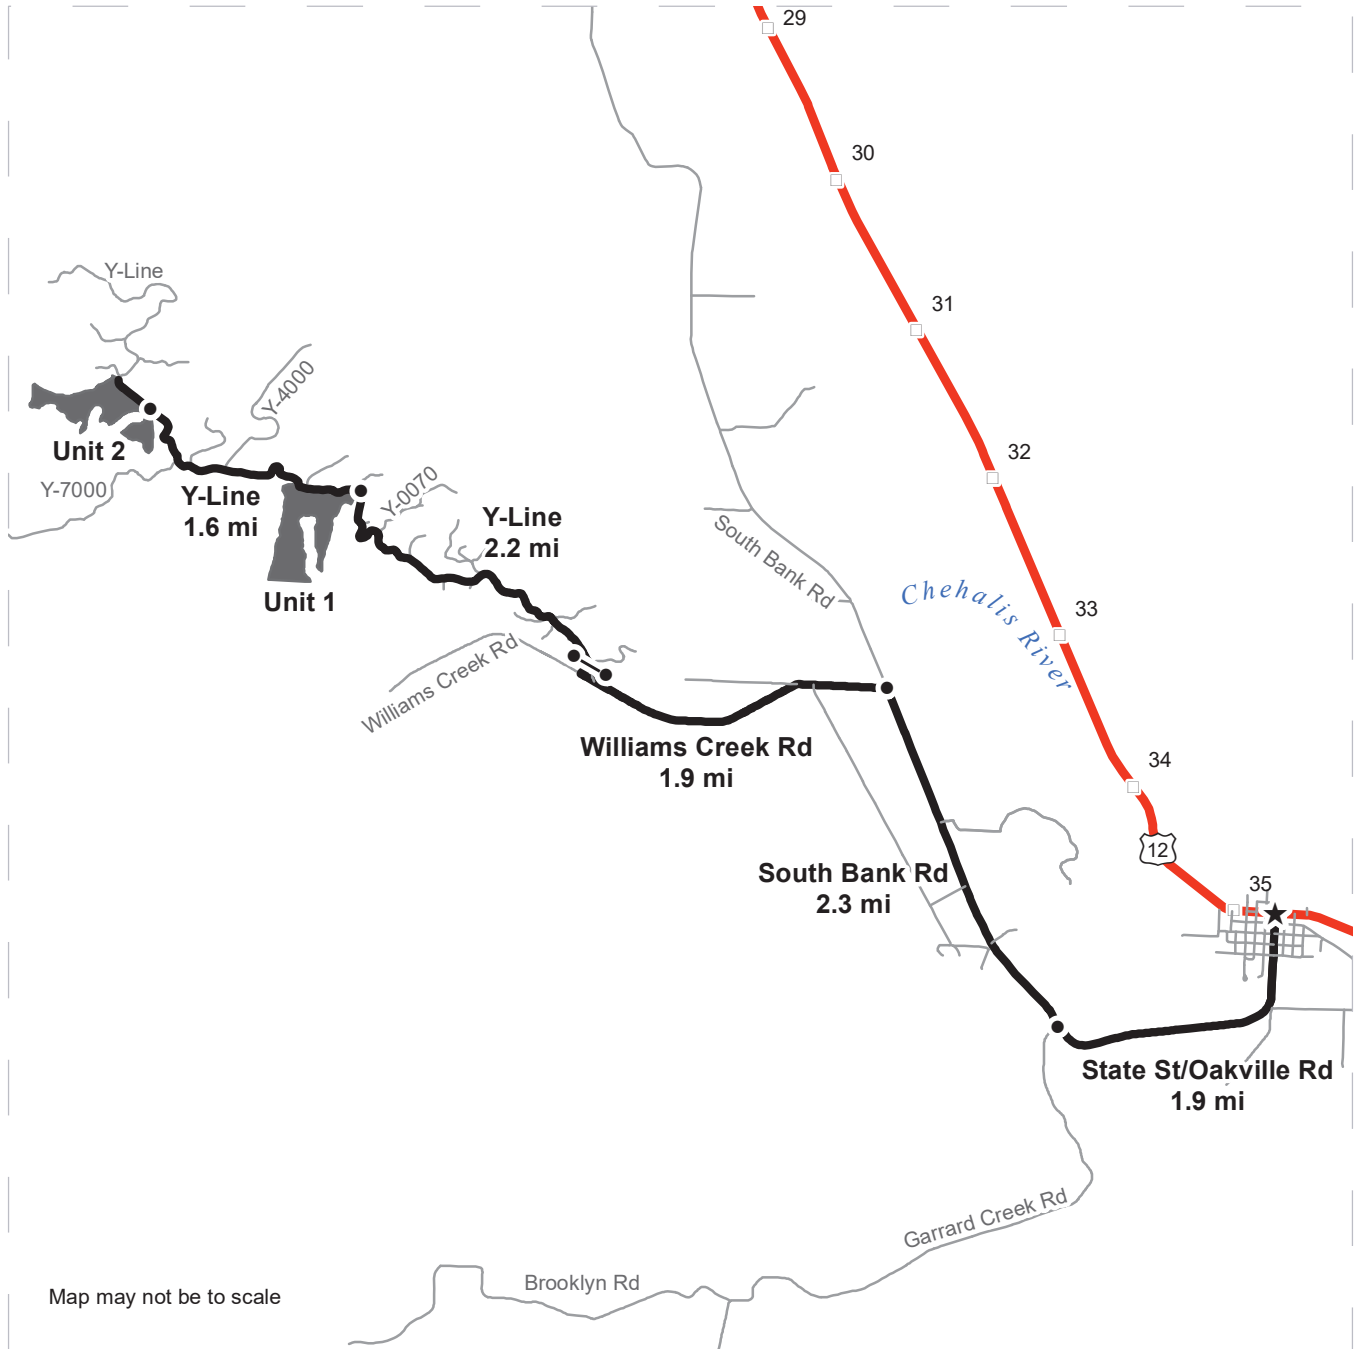 29
30
31
Y-Line
Y-4000
32
Unit 2
Y-7000
Y-Line
1.6 mi
Y-0070
Y-Line
2.2 mi
South Bank Rd
Unit 1
Chehalis River
33
Williams Creek Rd
Williams Creek Rd
1.9 mi
34
12
South Bank Rd
2.3 mi
35
State St/Oakville Rd
1.9 mi
Garrard Creek Rd
Brooklyn Rd
Map may not be to scale